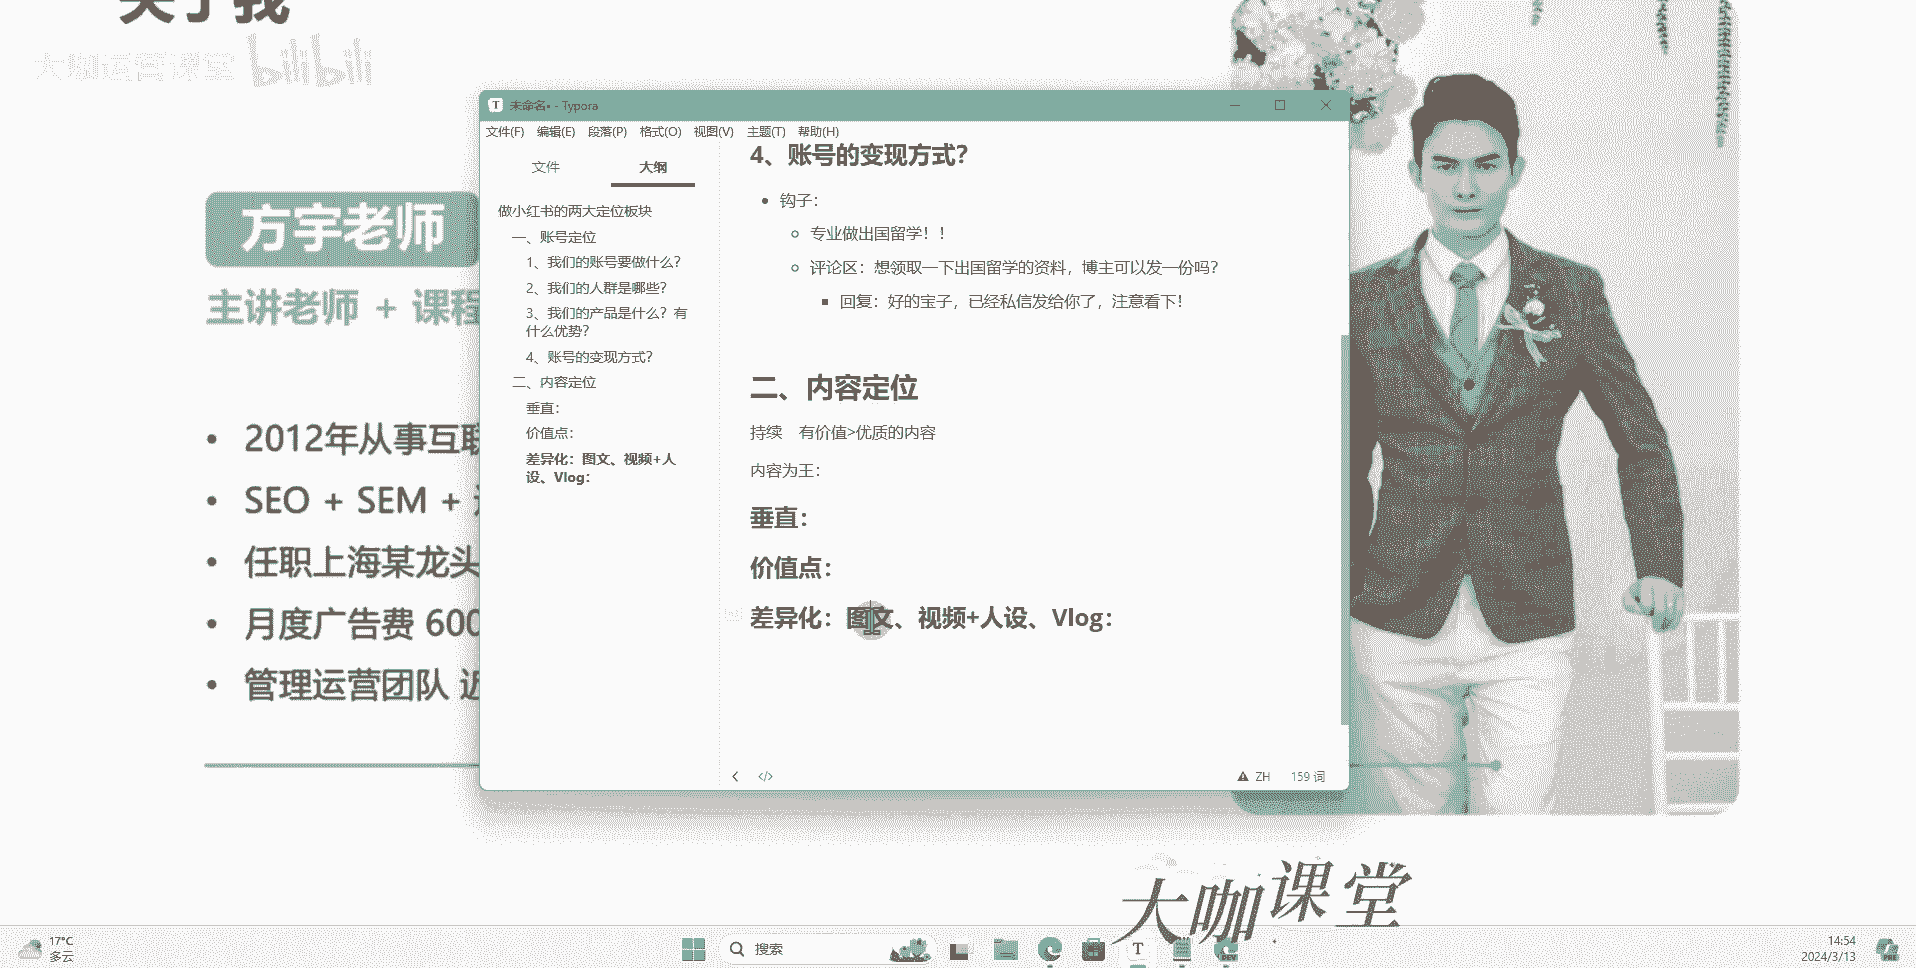 关于我
大咖运营课堂 bilibili
未命名• - Typora
文件(F) 编辑(E) 段落(P) 格式(O) 视图(V) 主题(T) 帮助(H)
文件 大纲
做小红书的两大定位板块
一、账号定位
1、我们的账号要做什么？
2、我们的人群是哪些？
3、我们的产品是什么？有
什么优势？
4、账号的变现方式？
二、内容定位
垂直：
价值点：
差异化：图文、视频+人
设、Vlog：
4、账号的变现方式？
钩子：
专业做出国留学！！
评论区：想领取一下出国留学的资料，博主可以发一份吗？
回复：好的宝子，已经私信发给你了，注意看下！
二、内容定位
持续 有价值>优质的内容
内容为王：
垂直：
价值点：
差异化：图文、视频+人设、Vlog：
ZH 159 词
方宇老师
主讲老师 + 课程
2012年从事互联
SEO + SEM +
任职上海某龙头
月度广告费 600
管理运营团队 近
大咖课堂
17°C
多云
搜索
T
DEV
14:54
2024/3/13
PRE